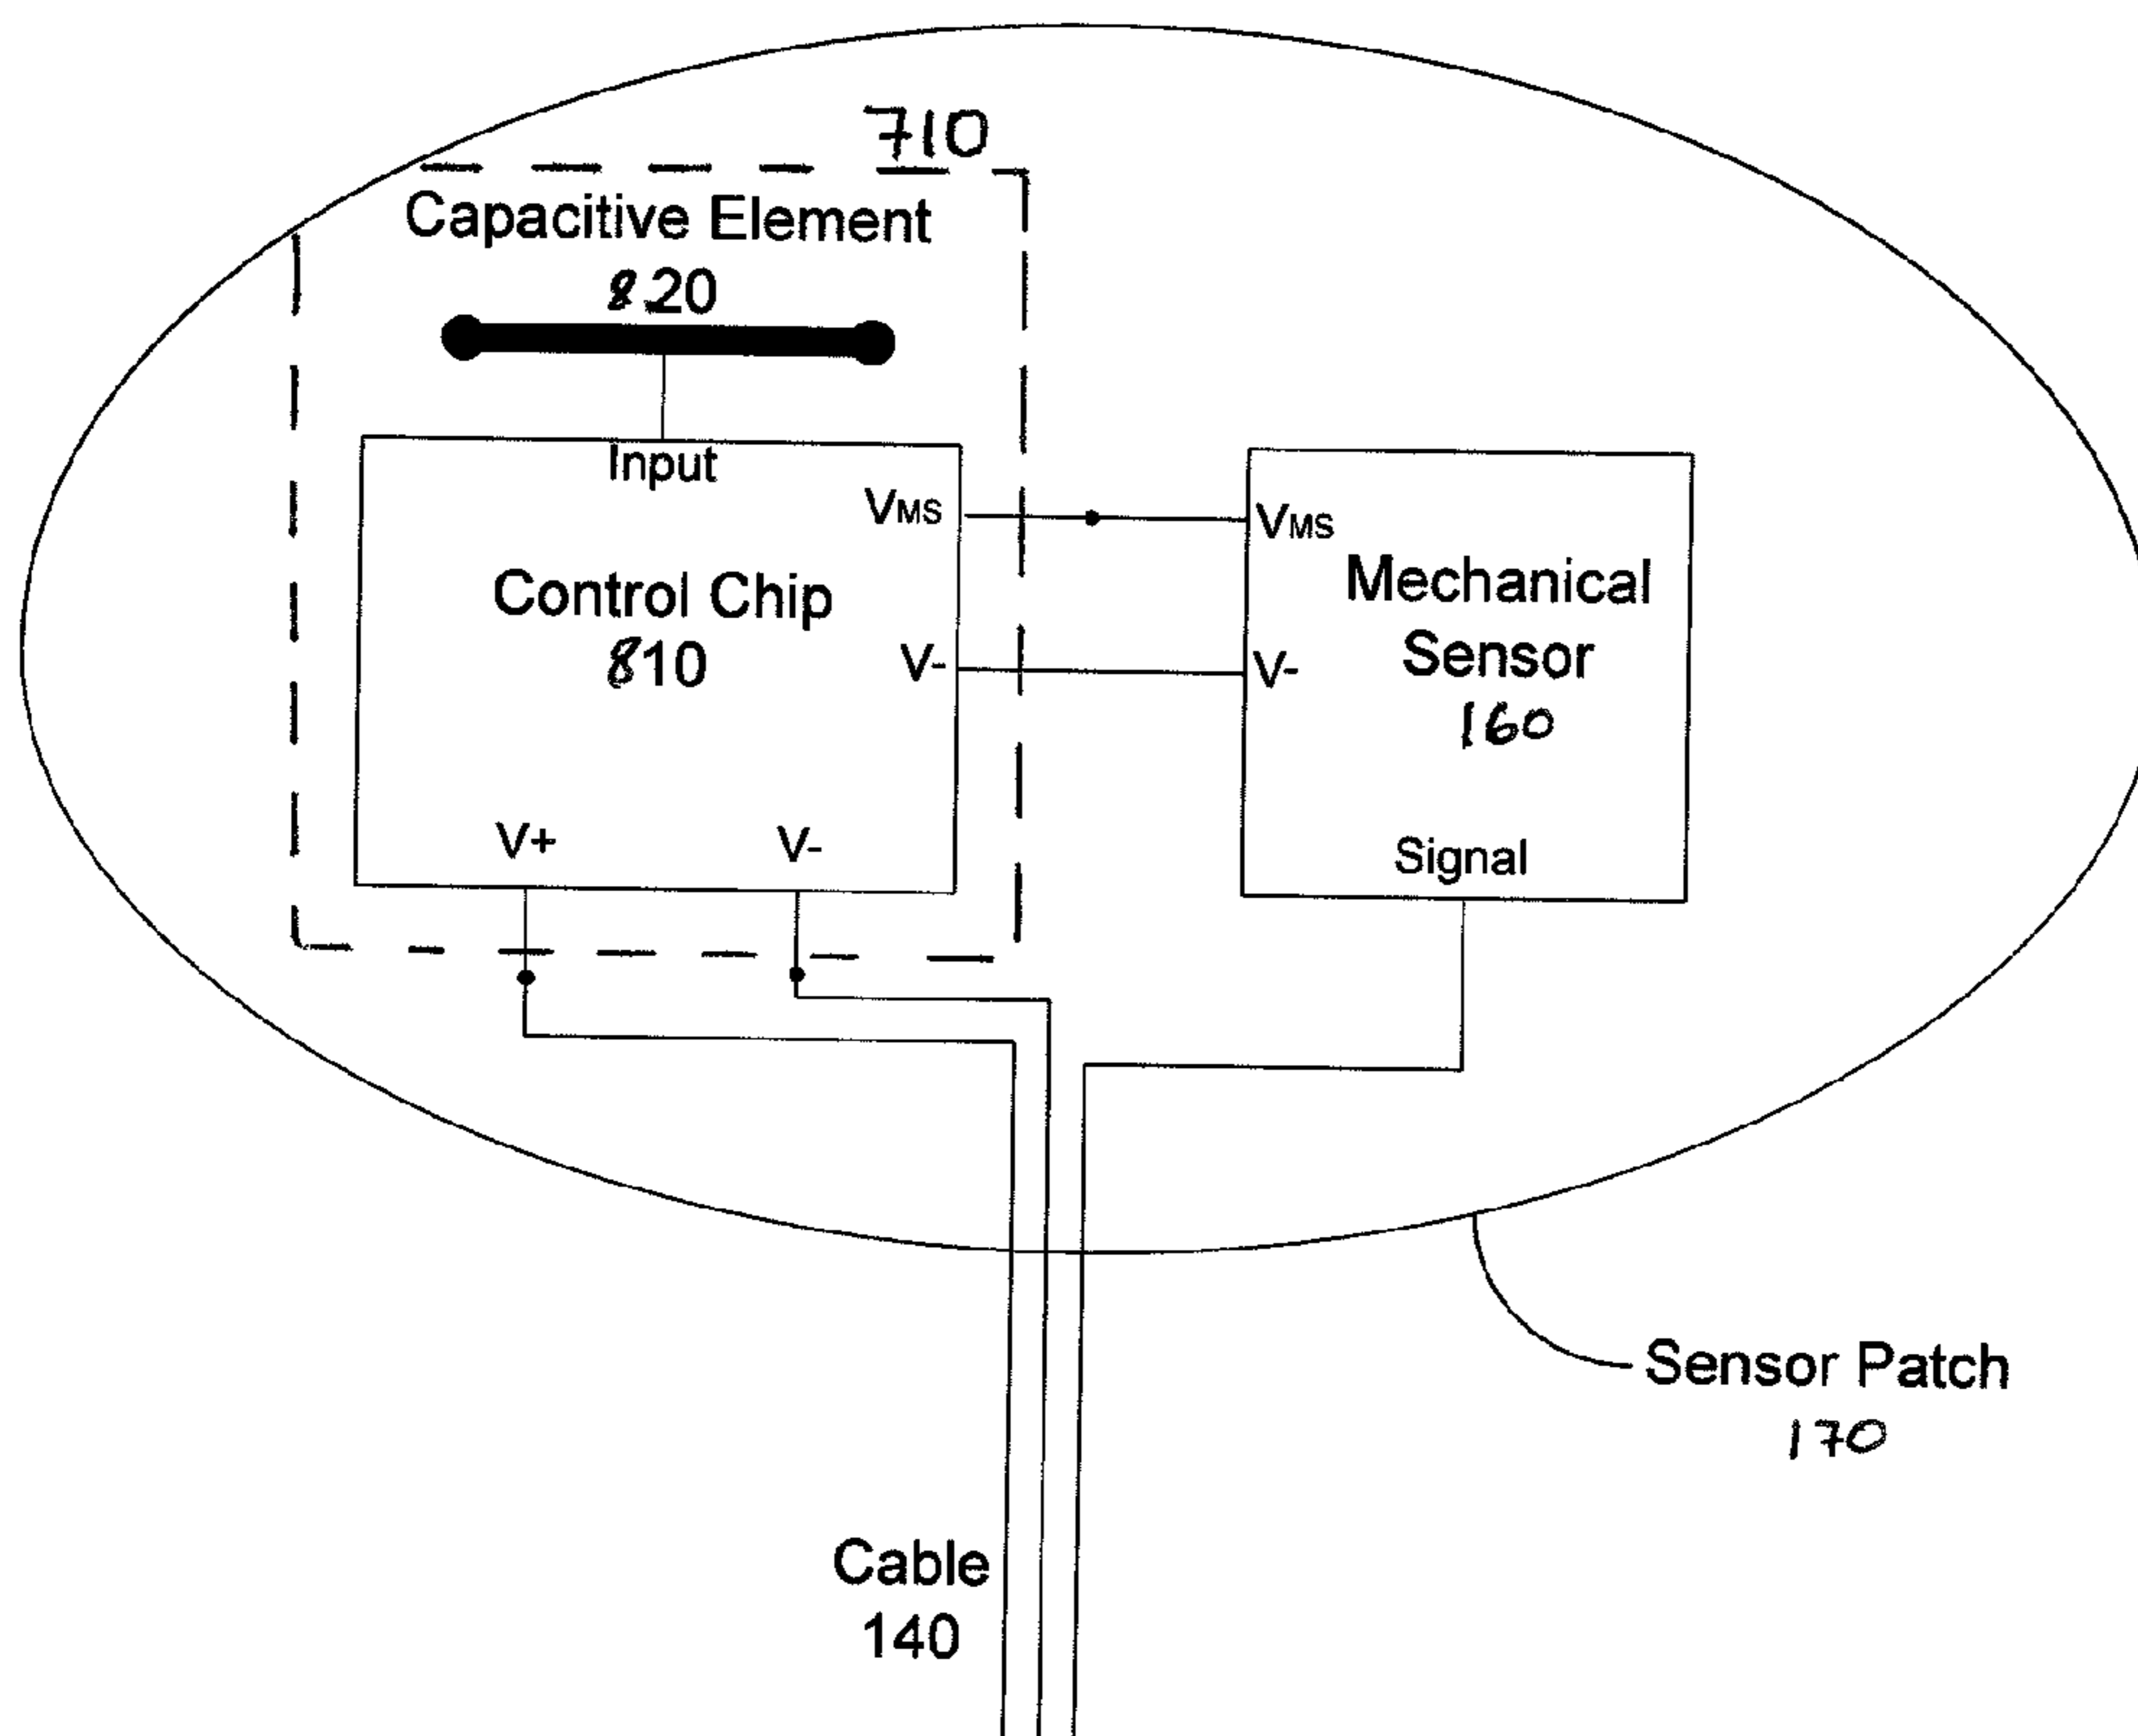 710
Capacitive Element
820
Input
VMS
VMS
Control Chip
810
Mechanical
Sensor
160
V-
V-
V+
V-
Signal
Sensor Patch
170
Cable
140